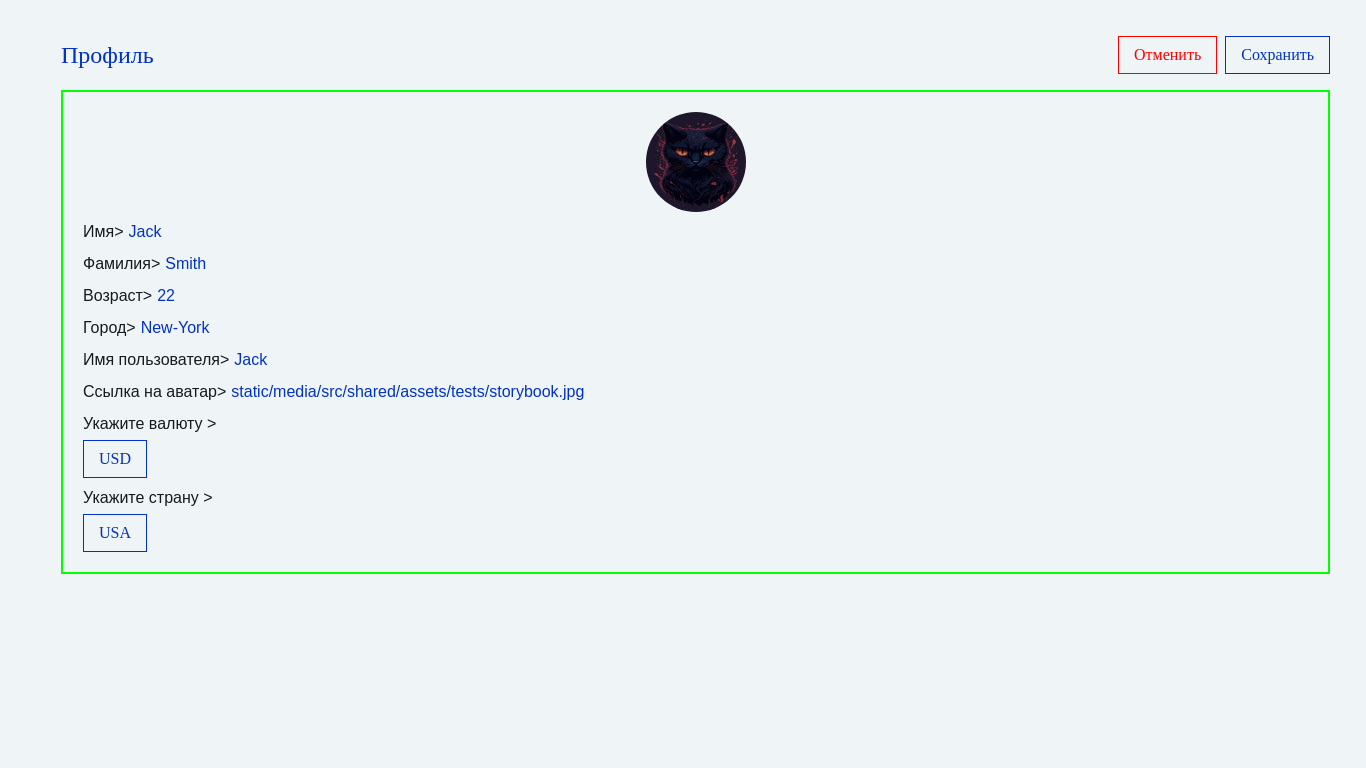 Профиль
Отменить
Сохранить
Имя> Jack
Фамилия> Smith
Возраст> 22
Город> New-York
Имя пользователя> Jack
Ссылка на аватар> static/media/src/shared/assets/tests/storybook.jpg
Укажите валюту >
USD
Укажите страну >
USA